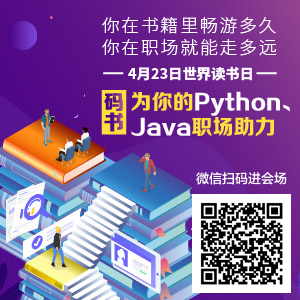 你在书籍里畅游多久
你在职场就能走多远
4月23日世界读书日
码书
为你的Python、
Java职场助力
微信扫码进会场